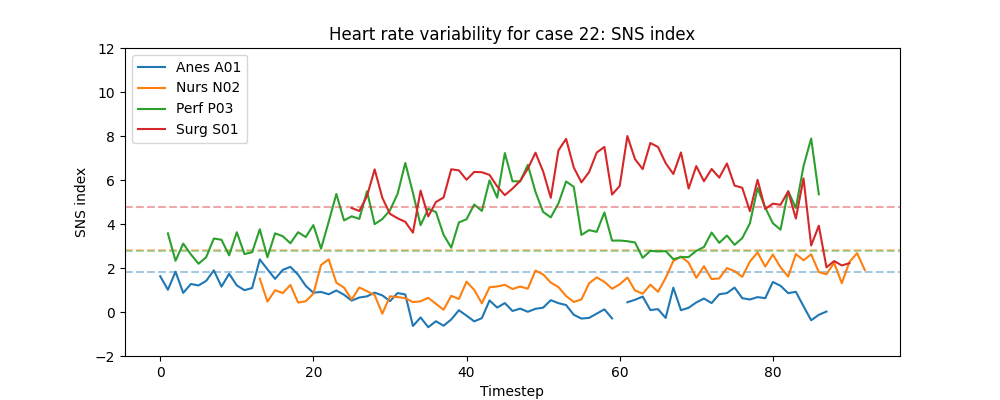 Heart rate variability for case 22: SNS index
12
10
8
6
4
2
0
−2
SNS index
Anes A01
Nurs N02
Perf P03
Surg S01
0 20 40 60 80
Timestep